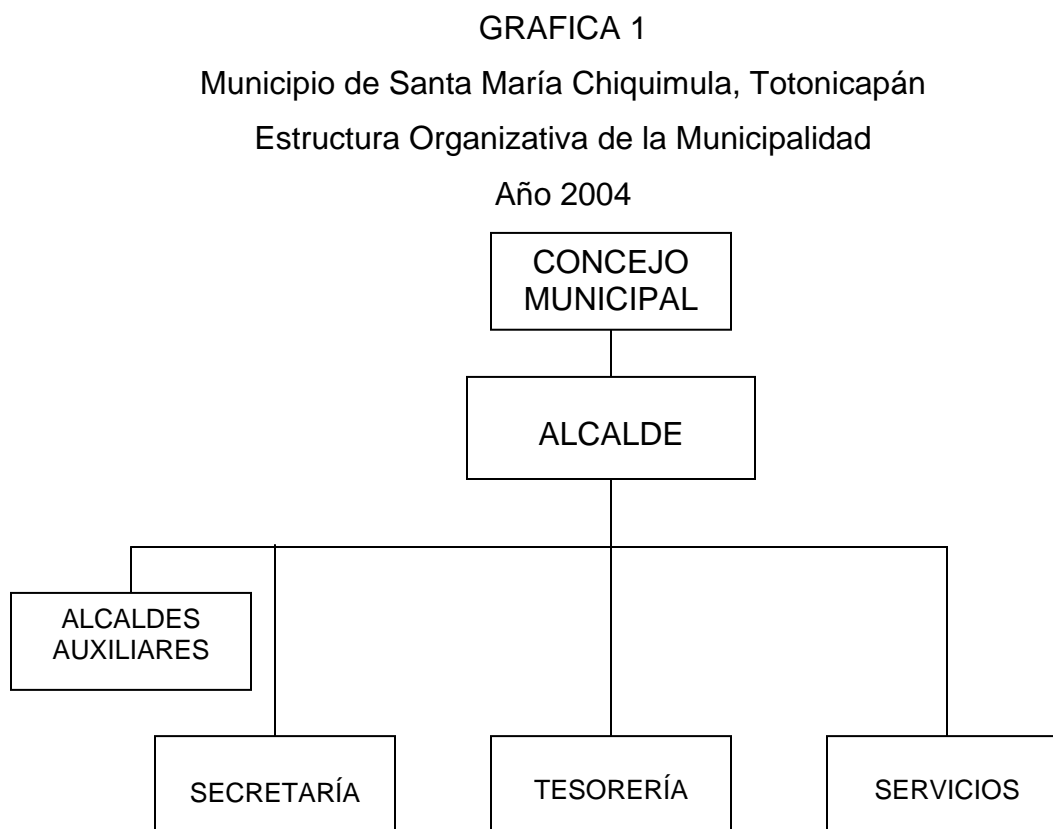 GRAFICA 1
Municipio de Santa María Chiquimula, Totonicapán
Estructura Organizativa de la Municipalidad
Año 2004
CONCEJO
MUNICIPAL
ALCALDE
ALCALDES
AUXILIARES
SECRETARÍA
TESORERÍA
SERVICIOS